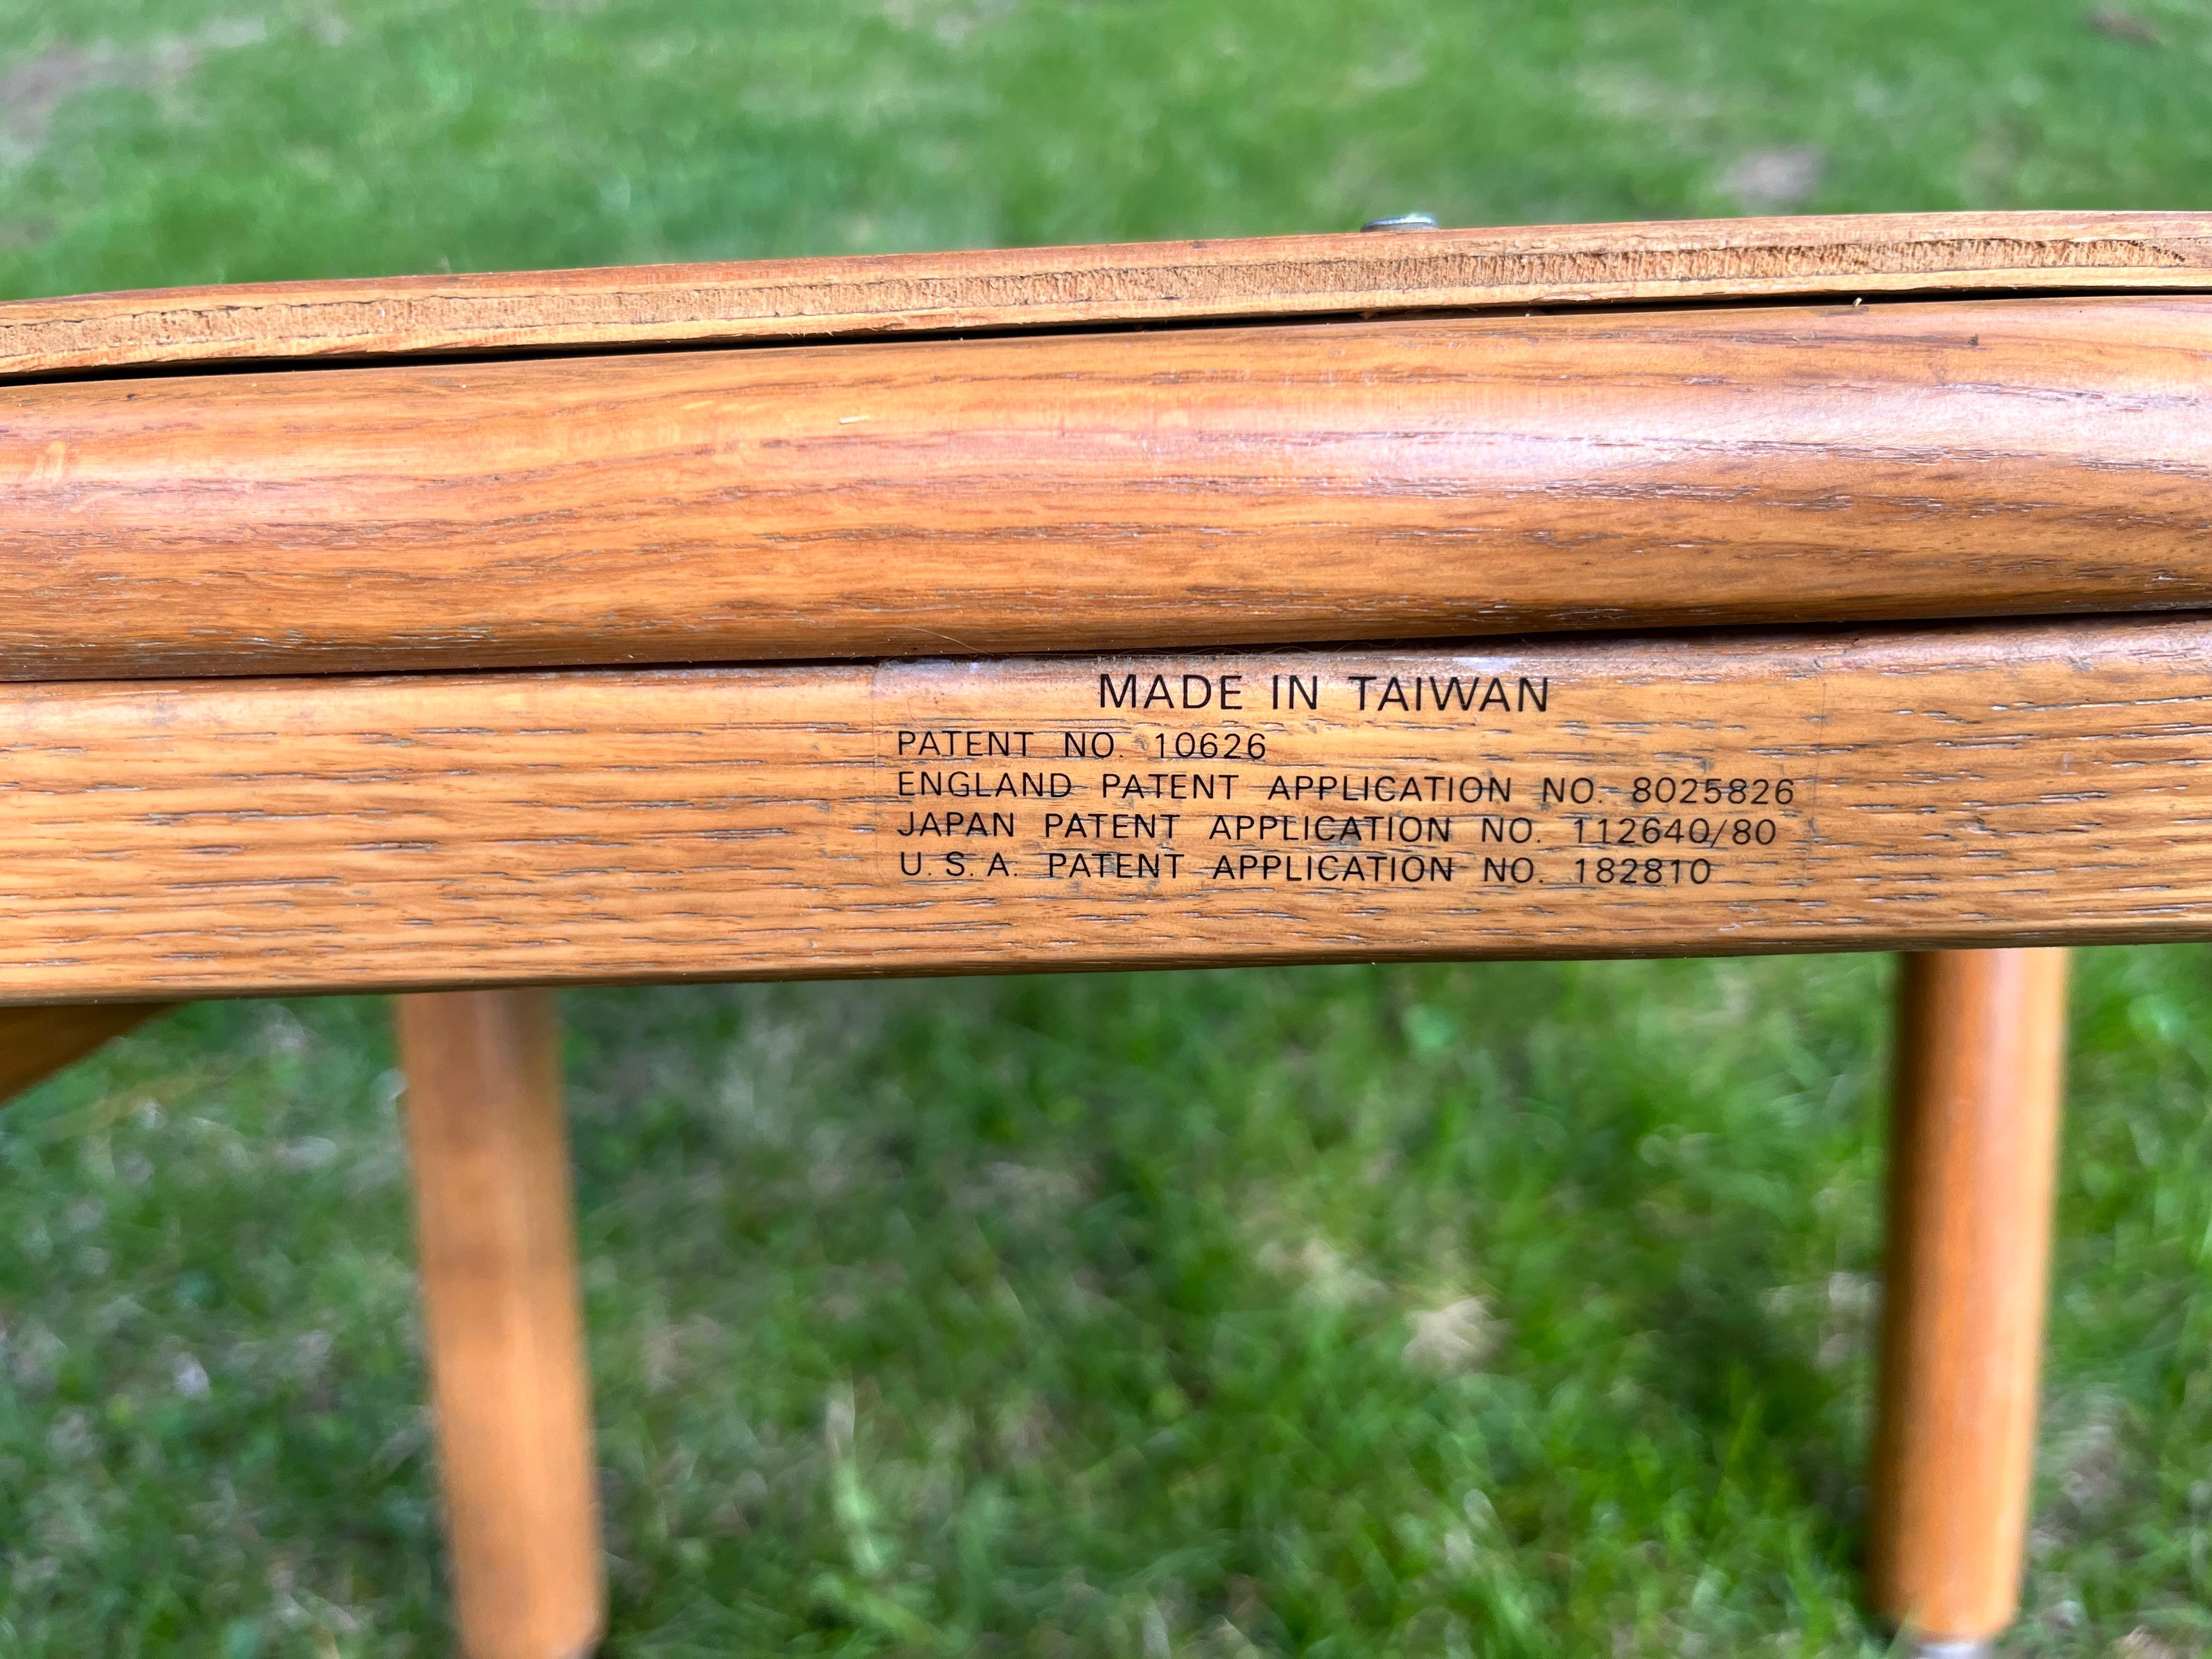 MADE IN TAIWAN
PATENT NO. 10626
ENGLAND PATENT APPLICATION NO. 8025826
JAPAN PATENT APPLICATION NO. 112640/80
U.S.A. PATENT APPLICATION NO. 182810